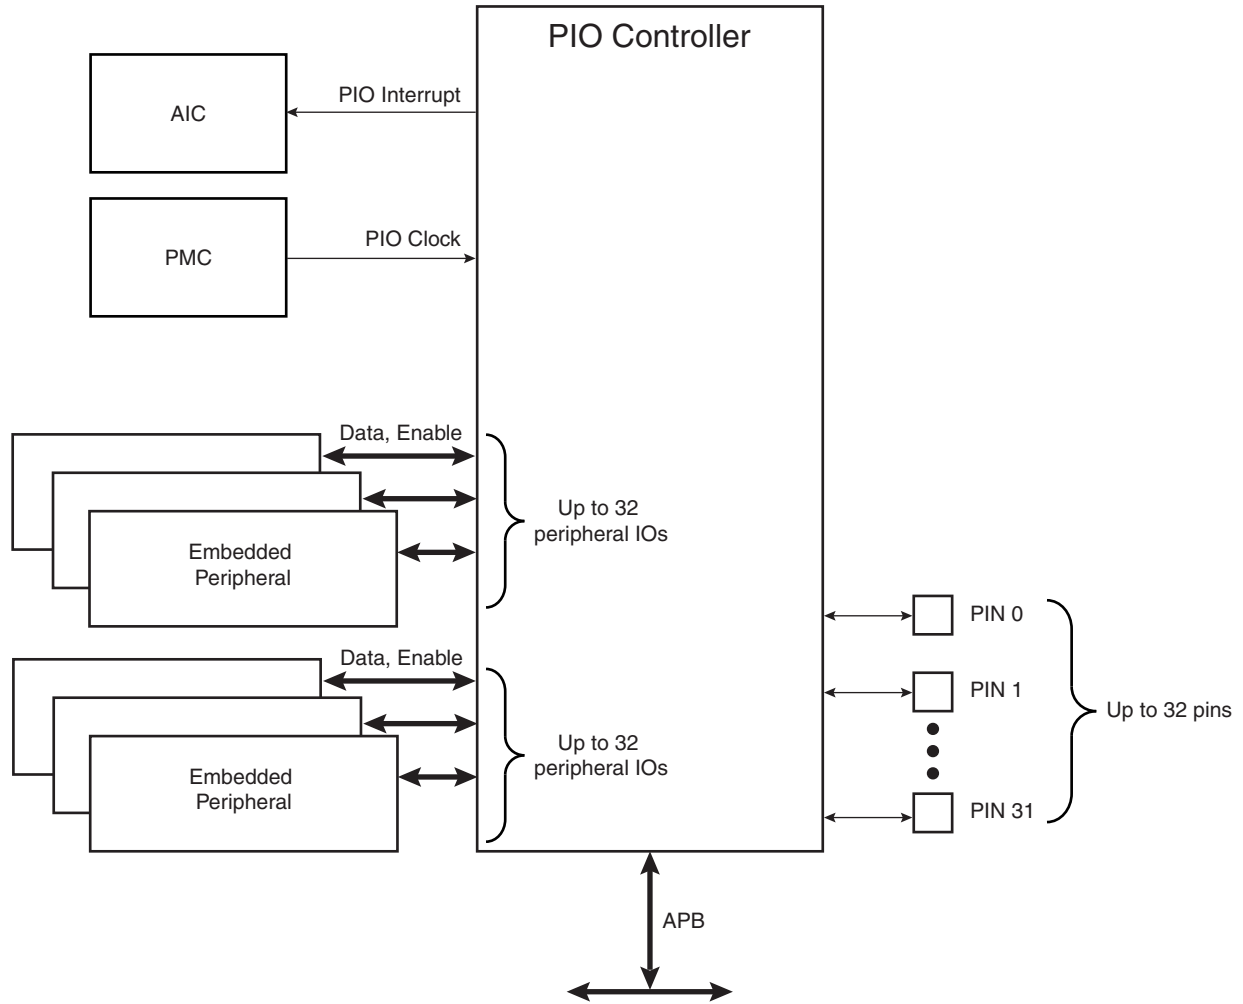 PIO Controller
AIC
PIO Interrupt
PMC
PIO Clock
Data, Enable
Up to 32
peripheral IOs
Embedded
Peripheral
PIN 0
Data, Enable
PIN 1
Up to 32 pins
Up to 32
peripheral IOs
Embedded
Peripheral
PIN 31
APB